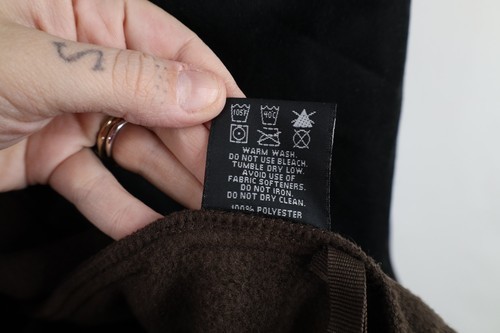 105F 40C
WARM WASH.
DO NOT USE BLEACH.
TUMBLE DRY LOW.
AVOID USE OF
FABRIC SOFTENERS.
DO NOT IRON.
DO NOT DRY CLEAN.
100% POLYESTER